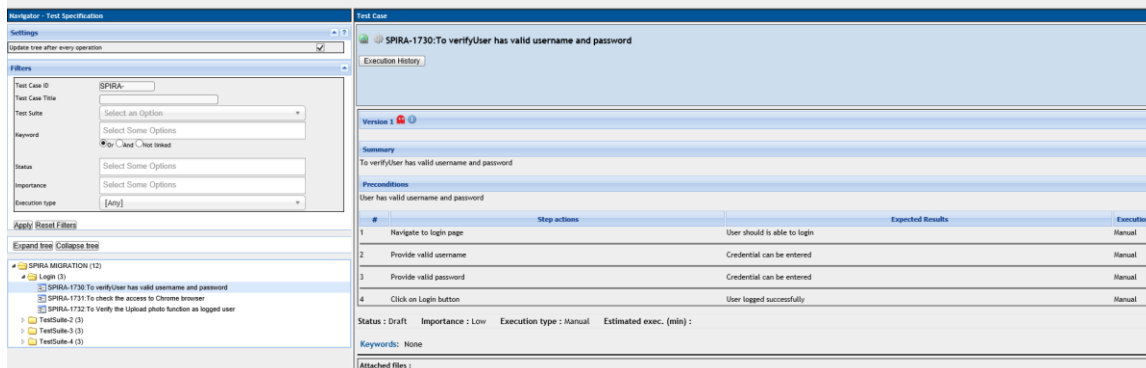 Navigator - Test Specification
Settings
?
Update tree after every operation
Filters
Test Case ID SPIRA-
Test Case Title
Test Suite Select an Option
Keyword Select Some Options
Or And Not linked
Status Select Some Options
Importance Select Some Options
Execution type [Any]
Apply Reset Filters
Expand tree Collapse tree
SPIRA MIGRATION (12)
Login (3)
SPIRA-1730:To verifyUser has valid username and password
SPIRA-1731:To check the access to Chrome browser
SPIRA-1732:To Verify the Upload photo function as logged user
TestSuite-2 (3)
TestSuite-3 (3)
TestSuite-4 (3)
Test Case
SPIRA-1730:To verifyUser has valid username and password
Execution History
Version 1
Summary
To verifyUser has valid username and password
Preconditions
User has valid username and password
# Step actions Expected Results Executio
1 Navigate to login page User should is able to login Manual
2 Provide valid username Credential can be entered Manual
3 Provide valid password Credential can be entered Manual
4 Click on Login button User logged successfully Manual
Status : Draft Importance : Low Execution type : Manual Estimated exec. (min) :
Keywords: None
Attached files :